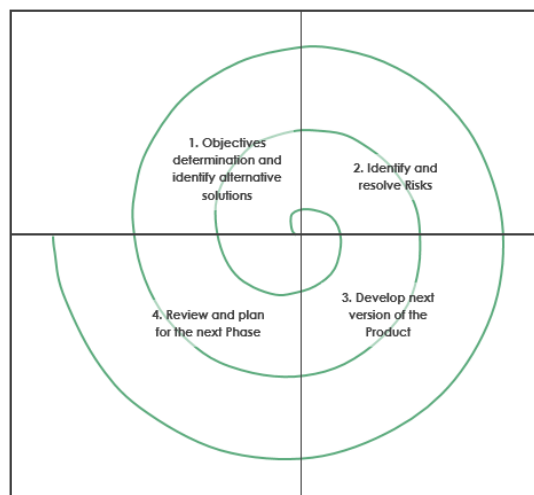 1. Objectives
determination and
identify alternative
solutions
2. Identify and
resolve Risks
3. Develop next
version of the
Product
4. Review and plan
for the next Phase